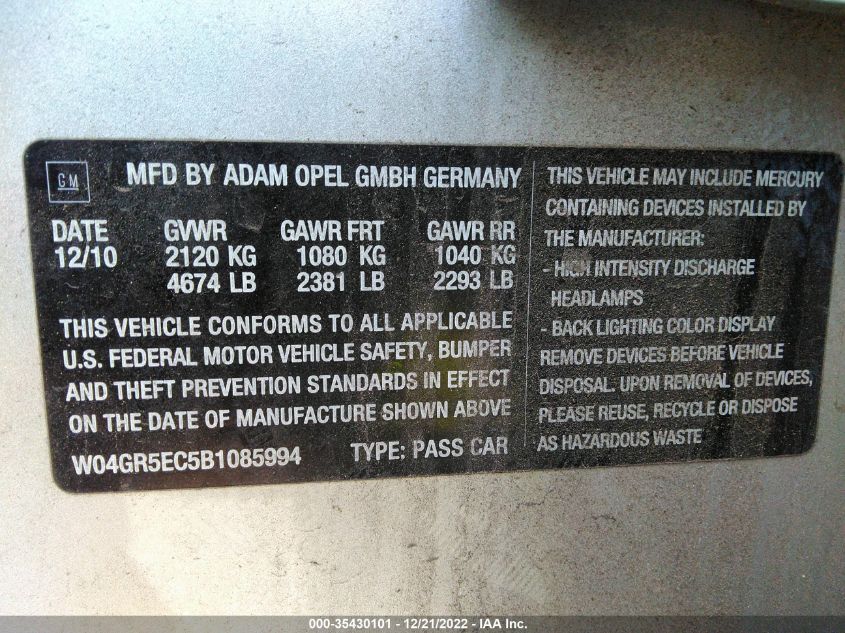 GM
MFD BY ADAM OPEL GMBH GERMANY
DATE GVWR GAWR FRT GAWR RR
12/10 2120 KG 1080 KG 1040 KG
4674 LB 2381 LB 2293 LB
THIS VEHICLE CONFORMS TO ALL APPLICABLE
U.S. FEDERAL MOTOR VEHICLE SAFETY, BUMPER
AND THEFT PREVENTION STANDARDS IN EFFECT
ON THE DATE OF MANUFACTURE SHOWN ABOVE
W04GR5EC5B1085994 TYPE: PASS CAR
THIS VEHICLE MAY INCLUDE MERCURY
CONTAINING DEVICES INSTALLED BY
THE MANUFACTURER:
- HIGH INTENSITY DISCHARGE
HEADLAMPS
- BACK LIGHTING COLOR DISPLAY
REMOVE DEVICES BEFORE VEHICLE
DISPOSAL. UPON REMOVAL OF DEVICES,
PLEASE REUSE, RECYCLE OR DISPOSE
AS HAZARDOUS WASTE
000-35430101 - 12/21/2022 - IAA Inc.